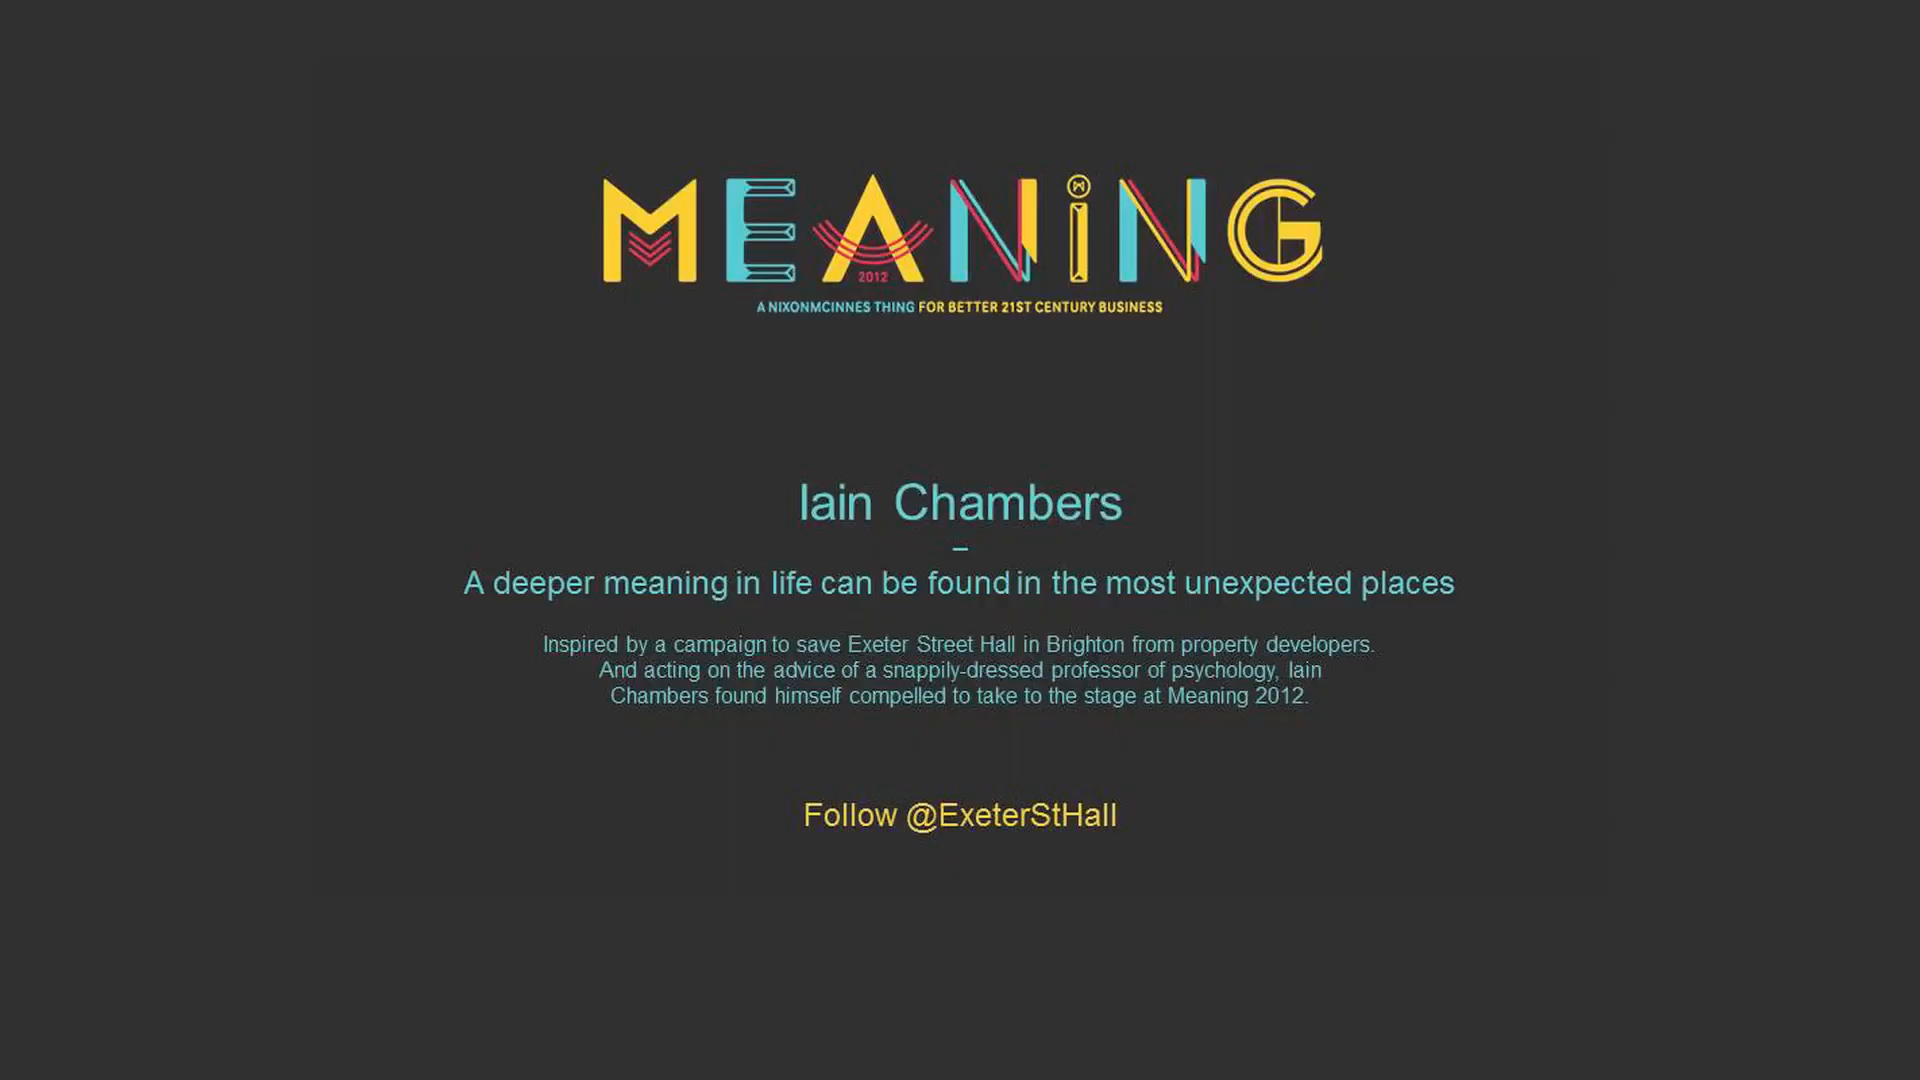 MEANiNG
2012
A NIXONMCINNES THING FOR BETTER 21ST CENTURY BUSINESS
Iain Chambers
–
A deeper meaning in life can be found in the most unexpected places
Inspired by a campaign to save Exeter Street Hall in Brighton from property developers.
And acting on the advice of a snappily-dressed professor of psychology, Iain
Chambers found himself compelled to take to the stage at Meaning 2012.
Follow @ExeterStHall